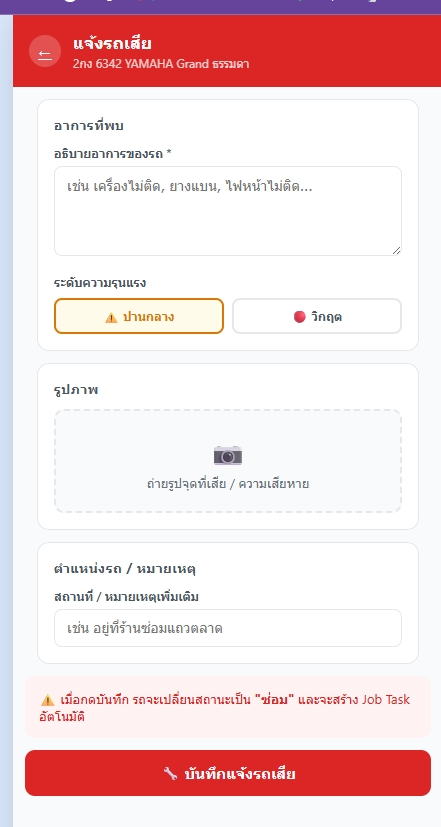 ←
แจ้งรถเสีย
2กง 6342 YAMAHA Grand ธรรมดา
อาการที่พบ
อธิบายอาการของรถ *
เช่น เครื่องไม่ติด, ยางแบน, ไฟหน้าไม่ติด...
ระดับความรุนแรง
⚠️ ปานกลาง
🔴 วิกฤต
รูปภาพ
ถ่ายรูปจุดที่เสีย / ความเสียหาย
ตำแหน่งรถ / หมายเหตุ
สถานที่ / หมายเหตุเพิ่มเติม
เช่น อยู่ที่ร้านซ่อมแถวตลาด
⚠️ เมื่อกดบันทึก รถจะเปลี่ยนสถานะเป็น "ซ่อม" และจะสร้าง Job Task
อัตโนมัติ
🔧 บันทึกแจ้งรถเสีย